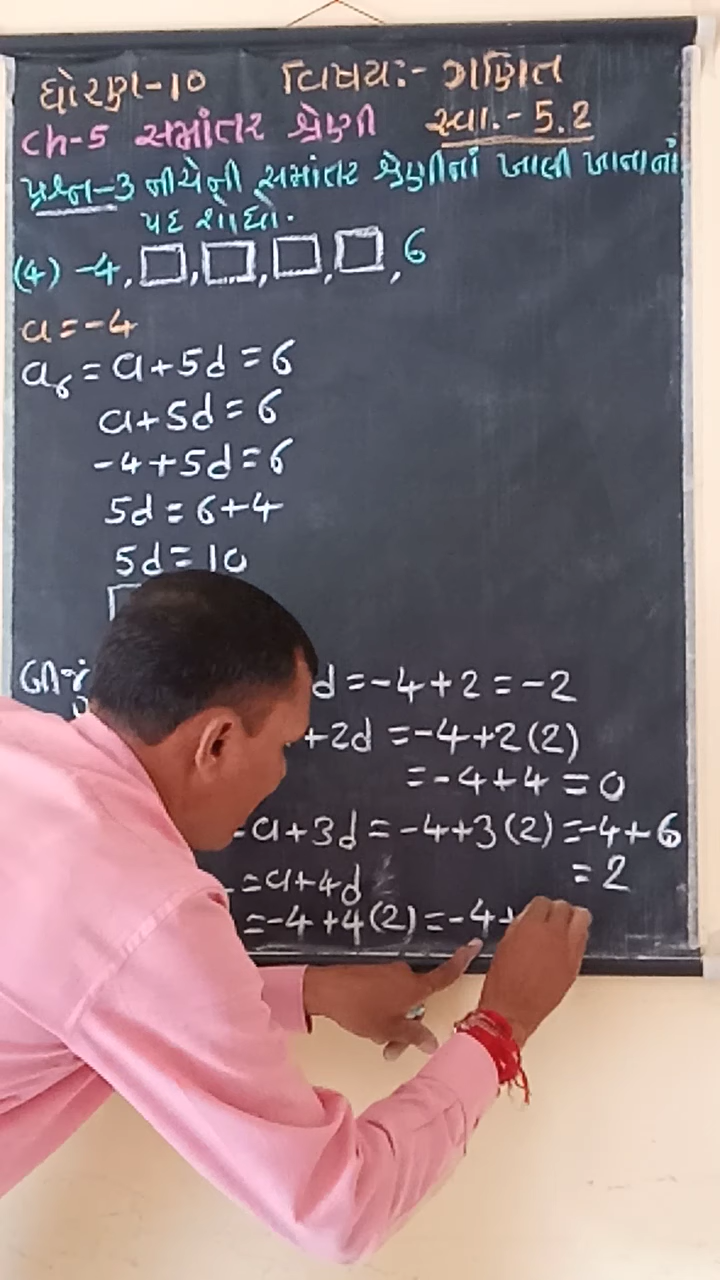 ધોરણ-10 વિષય:- ગણિત
Ch-5 સમાંતર શ્રેણી સ્વા.-5.2
પ્રશ્ન-3 નીચેની સમાંતર શ્રેણીનાં ખાલી ખાનાનાં
પદ શોધો.
(4) -4, □, □, □, □, 6
a = -4
a₆ = a + 5d = 6
a + 5d = 6
-4 + 5d = 6
5d = 6 + 4
5d = 10
d = -4 + 2 = -2
+2d = -4 + 2(2)
= -4 + 4 = 0
a + 3d = -4 + 3(2) = -4 + 6
= 2
= a + 4d
= -4 + 4(2) = -4 +